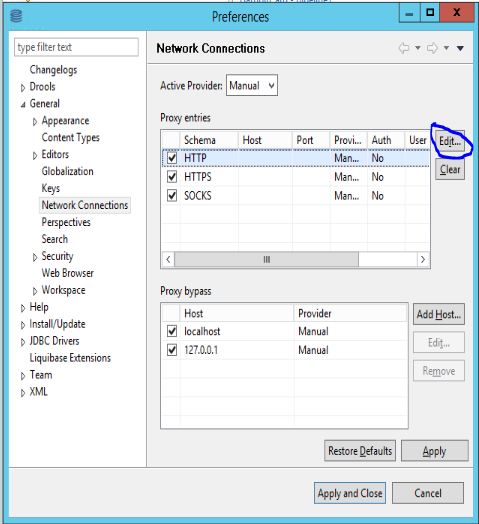 Preferences
type filter text
Network Connections
Changelogs
Drools
General
Appearance
Content Types
Editors
Globalization
Keys
Network Connections
Perspectives
Search
Security
Web Browser
Workspace
Help
Install/Update
JDBC Drivers
Liquibase Extensions
Team
XML
Active Provider: Manual
Proxy entries
Schema Host Port Provi... Auth User
HTTP Man... No
HTTPS Man... No
SOCKS Man... No
Edit...
Clear
Proxy bypass
Host Provider
localhost Manual
127.0.0.1 Manual
Add Host...
Edit...
Remove
Restore Defaults Apply
Apply and Close Cancel